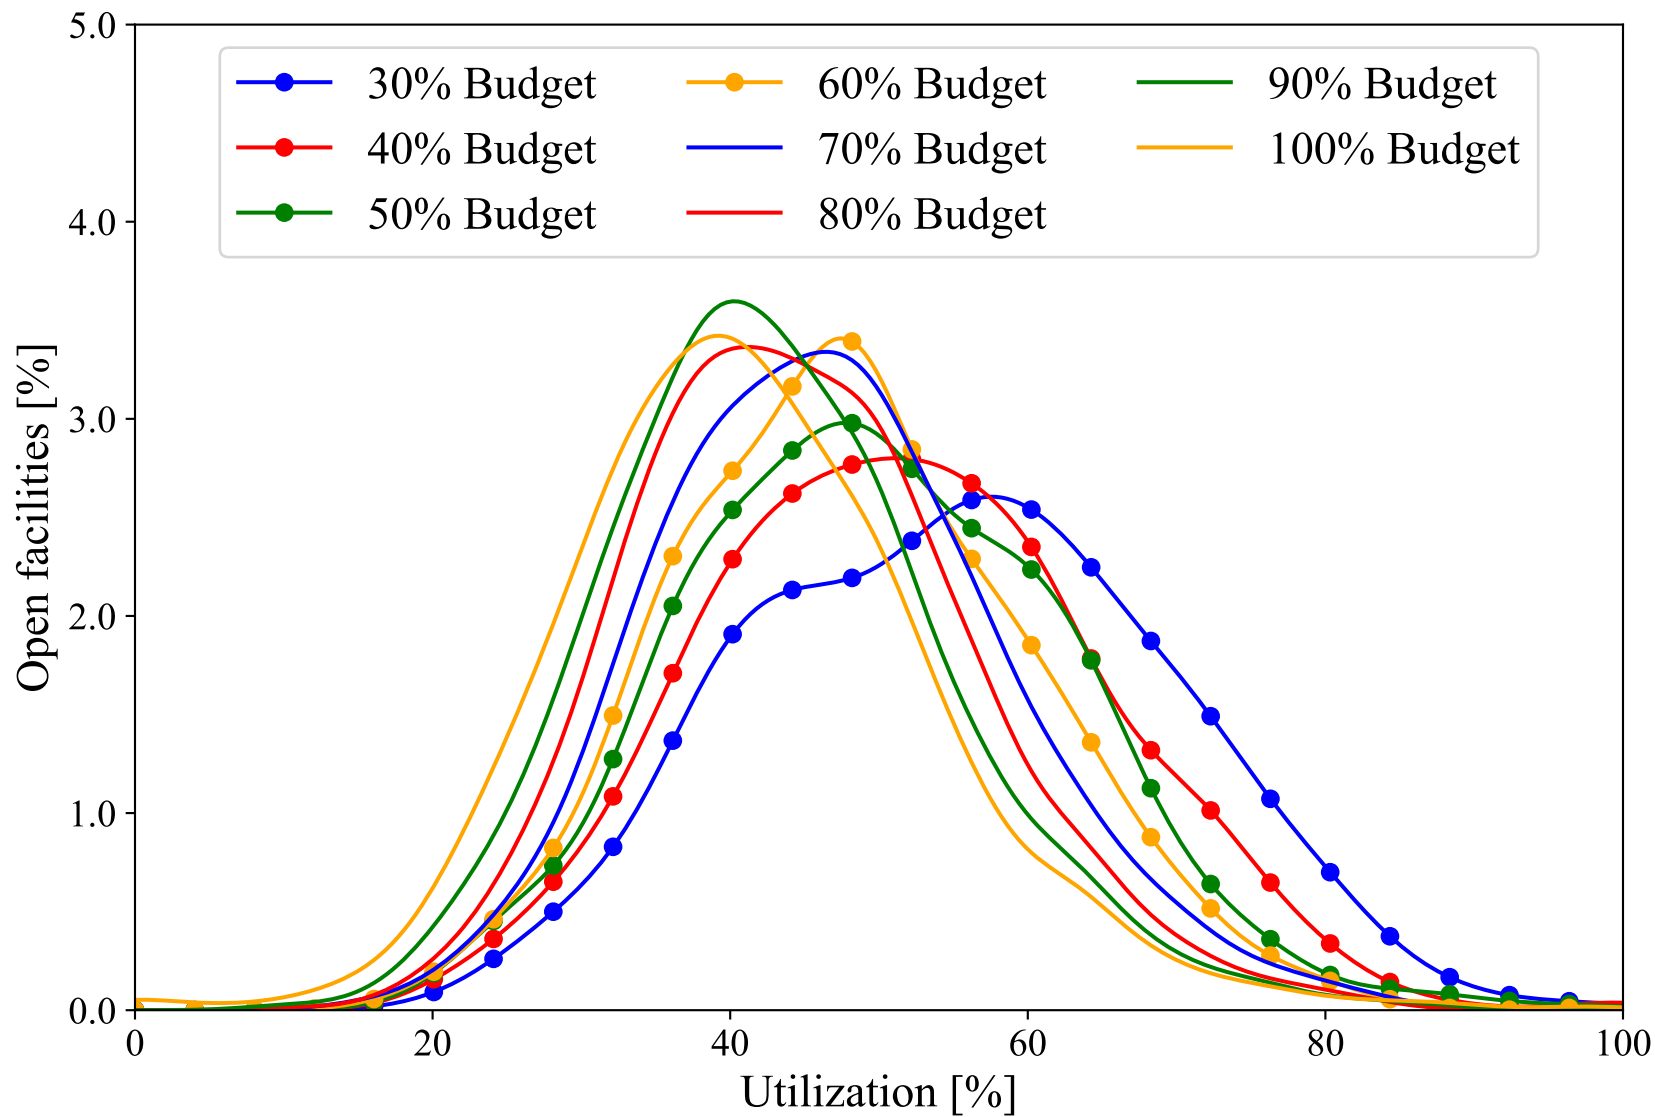 5.0
30% Budget 60% Budget 90% Budget
40% Budget 70% Budget 100% Budget
50% Budget 80% Budget
4.0
3.0
2.0
1.0
0.0
Open facilities [%]
0 20 40 60 80 100
Utilization [%]